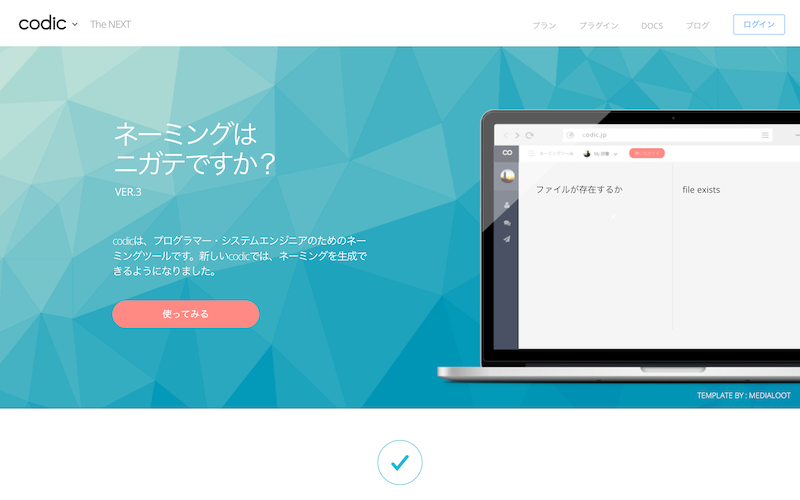 codic
The NEXT
プラン
プラグイン
DOCS
ブログ
ログイン
ネーミングは
ニガテですか？
VER.3
codicは、プログラマー・システムエンジニアのためのネー
ミングツールです。新しいcodicでは、ネーミングを生成で
きるようになりました。
使ってみる
codic.jp
ネーミングツール
My 辞書
ファイルが存在するか
file exists
TEMPLATE BY : MEDIALOOT